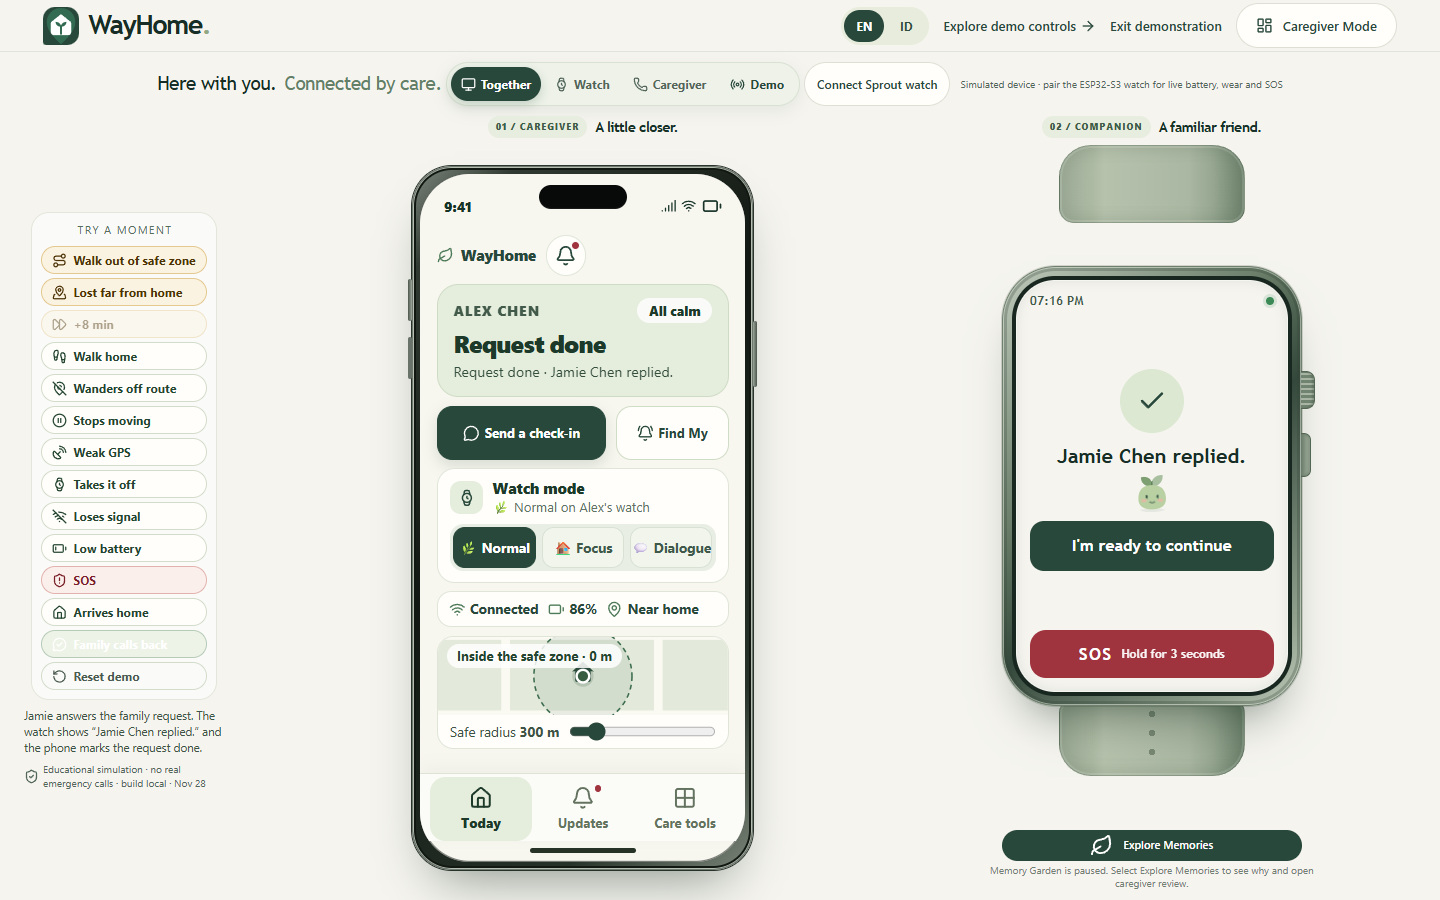 WayHome.
EN ID Explore demo controls → Exit demonstration Caregiver Mode
Here with you. Connected by care. Together Watch Caregiver Demo Connect Sprout watch Simulated device · pair the ESP32-S3 watch for live battery, wear and SOS
01 / CAREGIVER A little closer.
02 / COMPANION A familiar friend.
TRY A MOMENT
Walk out of safe zone
Lost far from home
+8 min
Walk home
Wanders off route
Stops moving
Weak GPS
Takes it off
Loses signal
Low battery
SOS
Arrives home
Family calls back
Reset demo
Jamie answers the family request. The
watch shows “Jamie Chen replied.” and
the phone marks the request done.
Educational simulation · no real
emergency calls · build local · Nov 28
9:41
WayHome
ALEX CHEN All calm
Request done
Request done · Jamie Chen replied.
Send a check-in Find My
Watch mode
Normal on Alex's watch
Normal Focus Dialogue
Connected 86% Near home
Inside the safe zone · 0 m
Safe radius 300 m
Today Updates Care tools
07:16 PM
Jamie Chen replied.
I'm ready to continue
SOS Hold for 3 seconds
Explore Memories
Memory Garden is paused. Select Explore Memories to see why and open
caregiver review.